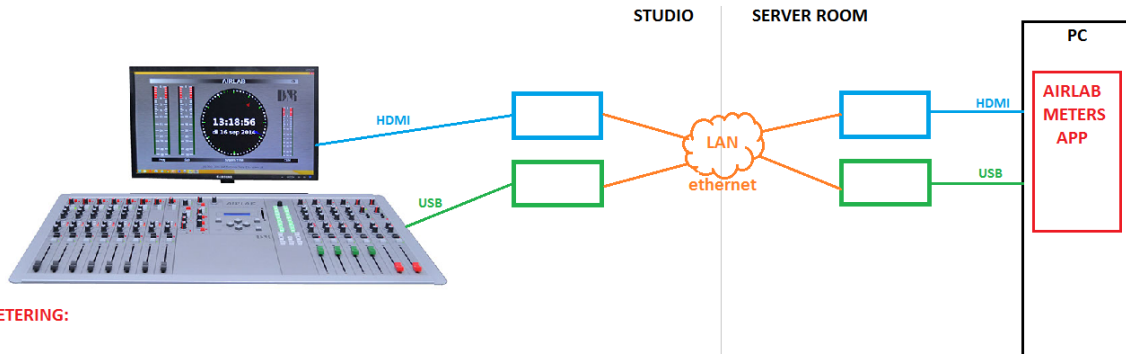 STUDIO
SERVER ROOM
PC
AIRLAB
13:18:56
HDMI
HDMI
AIRLAB
METERS
APP
LAN
ethernet
USB
USB
ETERING: